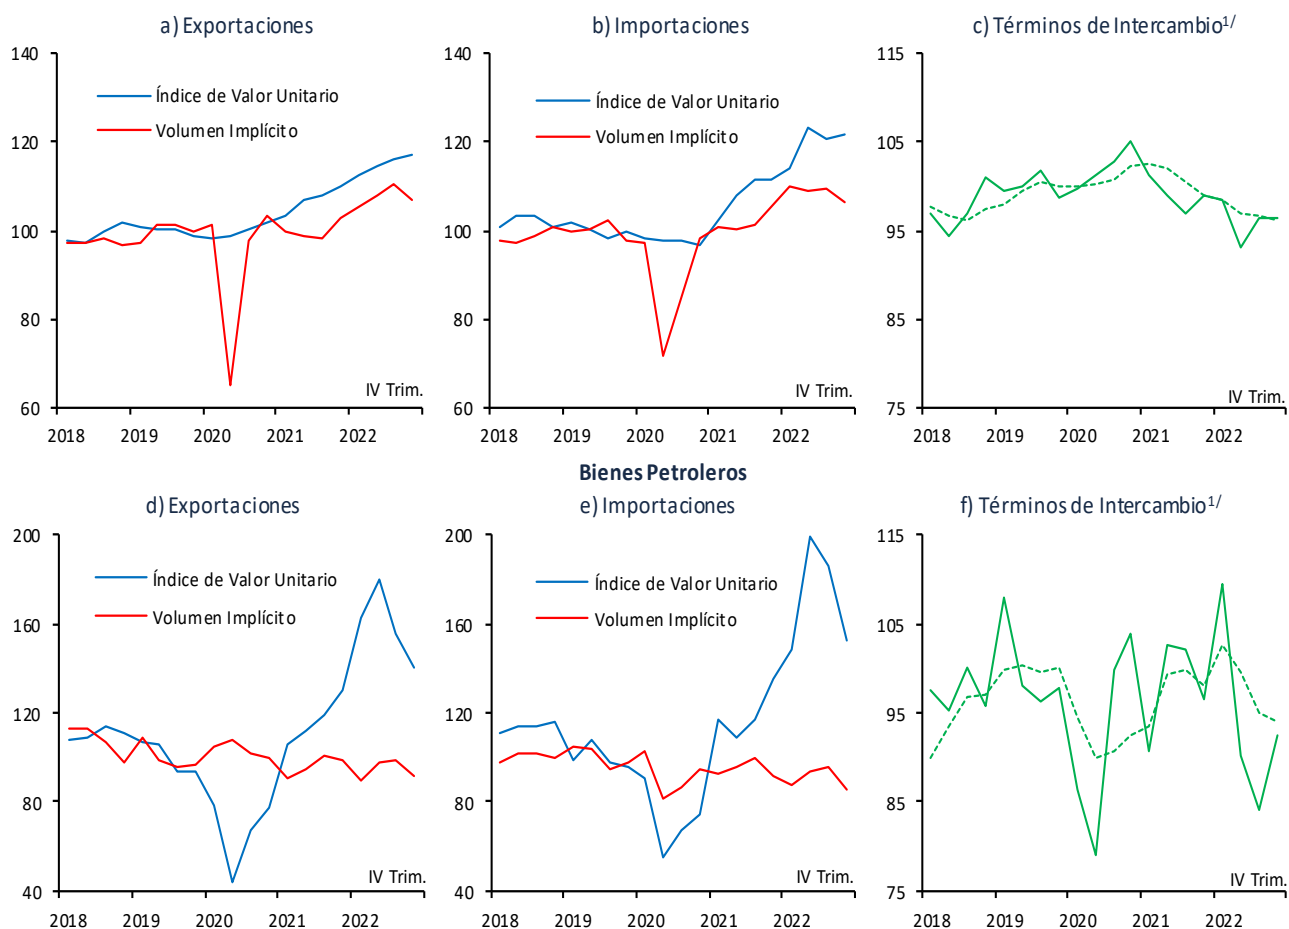 a) Exportaciones
140
120
100
80
60
Índice de Valor Unitario
Volumen Implícito
IV Trim.
2018 2019 2020 2021 2022
b) Importaciones
140
120
100
80
60
Índice de Valor Unitario
Volumen Implícito
IV Trim.
2018 2019 2020 2021 2022
c) Términos de Intercambio1/
115
105
95
85
75
IV Trim.
2018 2019 2020 2021 2022
Bienes Petroleros
d) Exportaciones
200
160
120
80
40
Índice de Valor Unitario
Volumen Implícito
IV Trim.
2018 2019 2020 2021 2022
e) Importaciones
200
160
120
80
40
Índice de Valor Unitario
Volumen Implícito
IV Trim.
2018 2019 2020 2021 2022
f) Términos de Intercambio1/
115
105
95
85
75
IV Trim.
2018 2019 2020 2021 2022